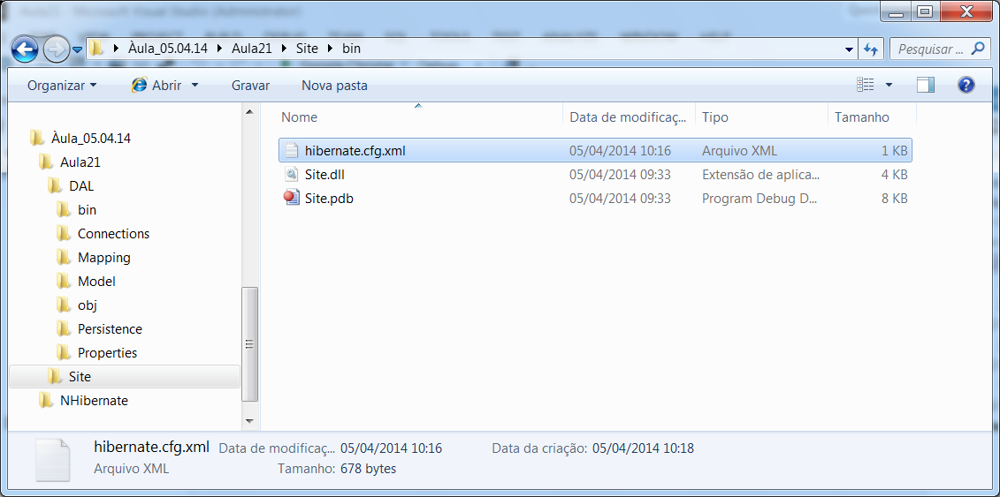 Àula_05.04.14 Aula21 Site bin Pesquisar ...
Organizar Abrir Gravar Nova pasta
Nome Data de modificaç... Tipo Tamanho
Àula_05.04.14
Aula21
DAL
bin
Connections
Mapping
Model
obj
Persistence
Properties
Site
NHibernate
hibernate.cfg.xml 05/04/2014 10:16 Arquivo XML 1 KB
Site.dll 05/04/2014 09:33 Extensão de aplica... 4 KB
Site.pdb 05/04/2014 09:33 Program Debug D... 8 KB
hibernate.cfg.xml Data de modificaç... 05/04/2014 10:16 Data da criação: 05/04/2014 10:18
Arquivo XML Tamanho: 678 bytes